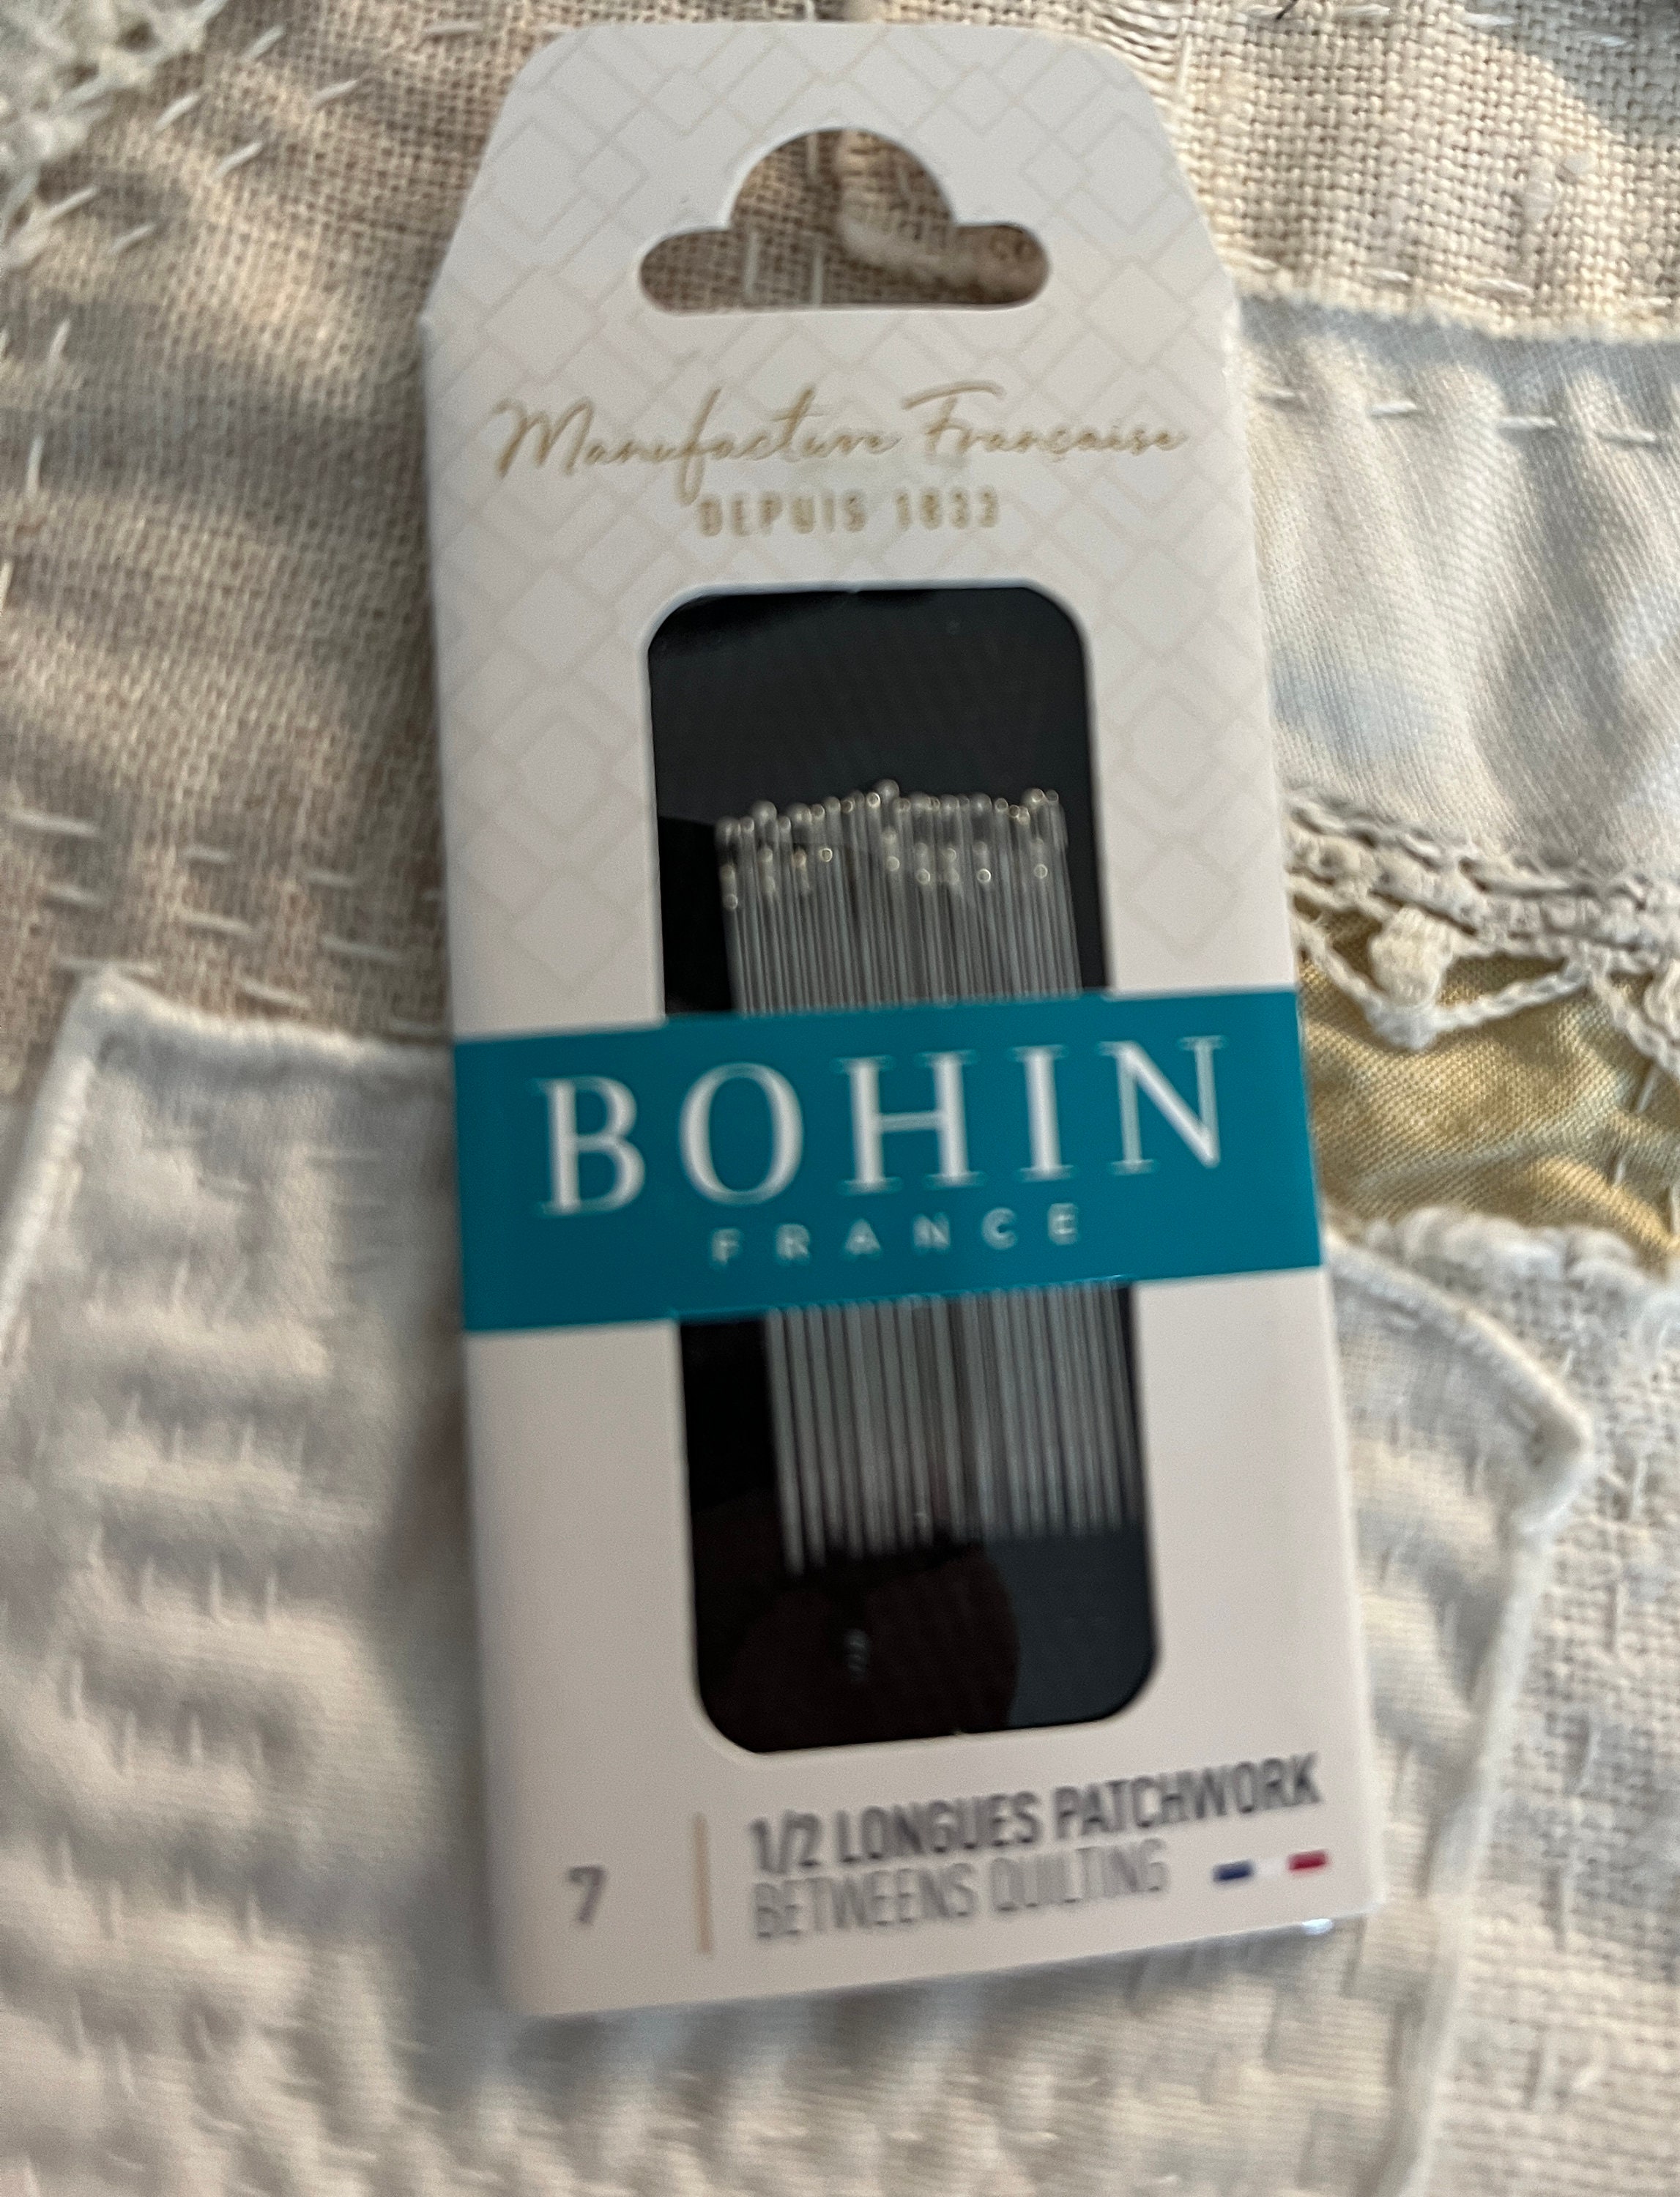 Manufacture Française
DEPUIS 1833
BOHIN
FRANCE
7
1/2 LONGUES PATCHWORK
BETWEENS QUILTING